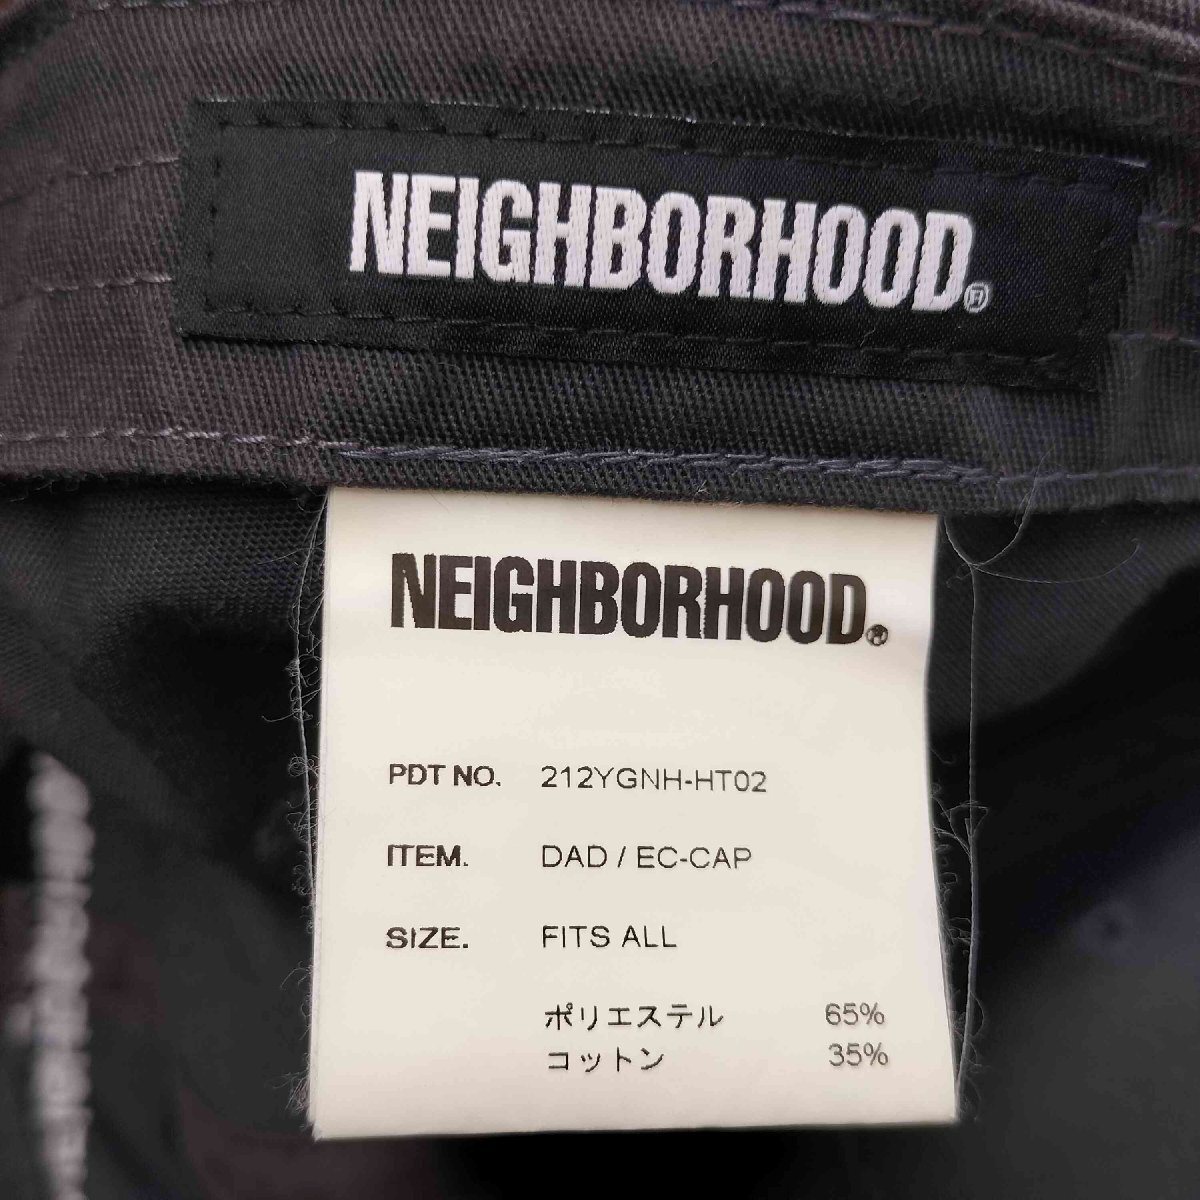 NEIGHBORHOOD®
NEIGHBORHOOD®
PDT NO. 212YGNH-HT02
ITEM. DAD / EC-CAP
SIZE. FITS ALL
ポリエステル 65%
コットン 35%